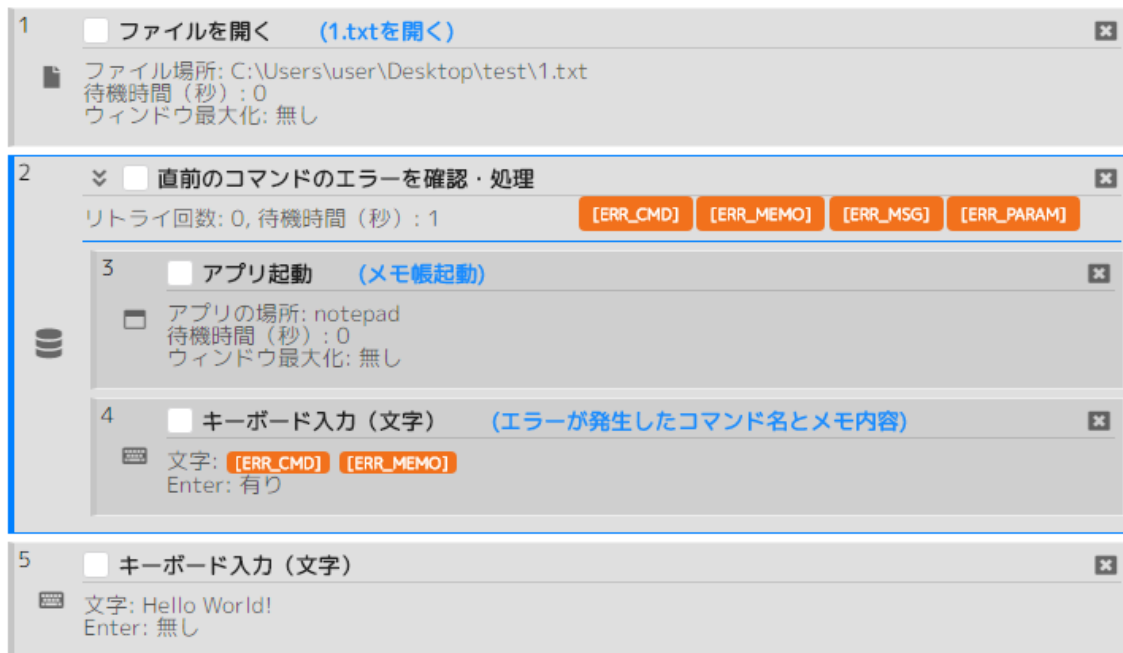 1
ファイルを開く (1.txtを開く)
ファイル場所: C:\Users\user\Desktop\test\1.txt
待機時間（秒）: 0
ウィンドウ最大化: 無し
2
直前のコマンドのエラーを確認・処理
リトライ回数: 0, 待機時間（秒）: 1 [ERR_CMD] [ERR_MEMO] [ERR_MSG] [ERR_PARAM]
3
アプリ起動 (メモ帳起動)
アプリの場所: notepad
待機時間（秒）: 0
ウィンドウ最大化: 無し
4
キーボード入力（文字） (エラーが発生したコマンド名とメモ内容)
文字: [ERR_CMD] [ERR_MEMO]
Enter: 有り
5
キーボード入力（文字）
文字: Hello World!
Enter: 無し